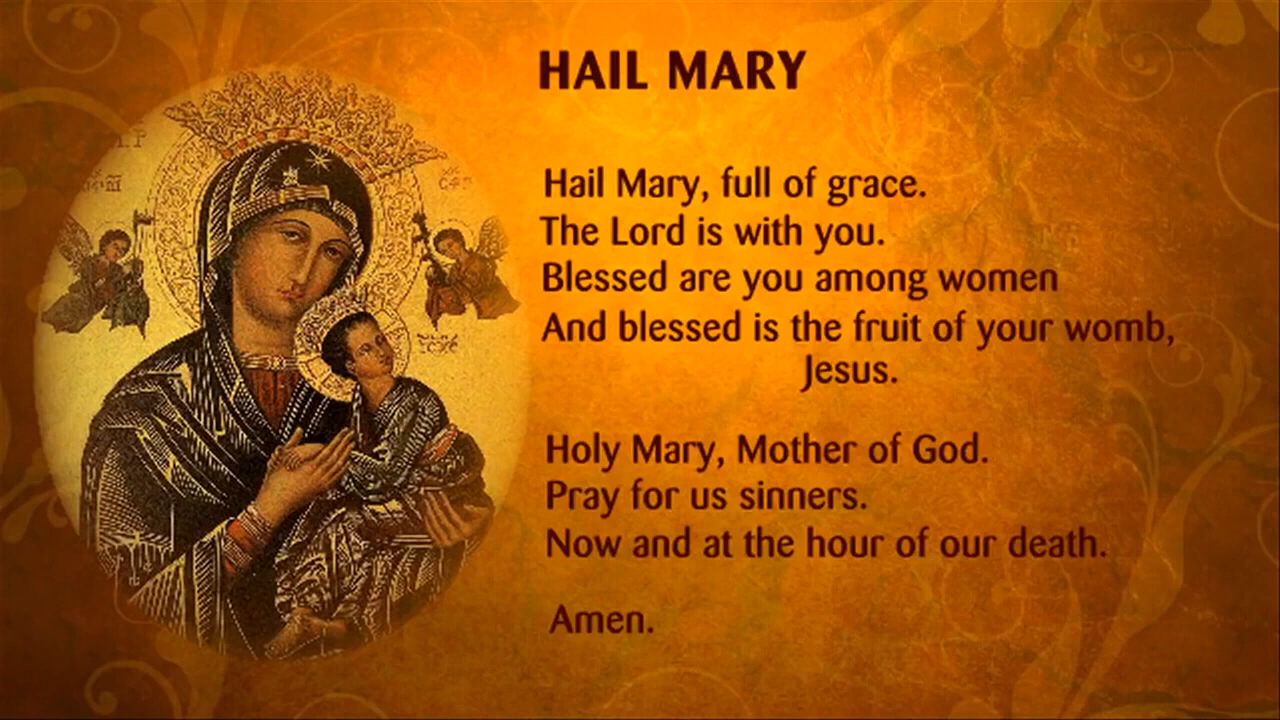 HAIL MARY
Hail Mary, full of grace.
The Lord is with you.
Blessed are you among women
And blessed is the fruit of your womb,
Jesus.
Holy Mary, Mother of God.
Pray for us sinners.
Now and at the hour of our death.
Amen.